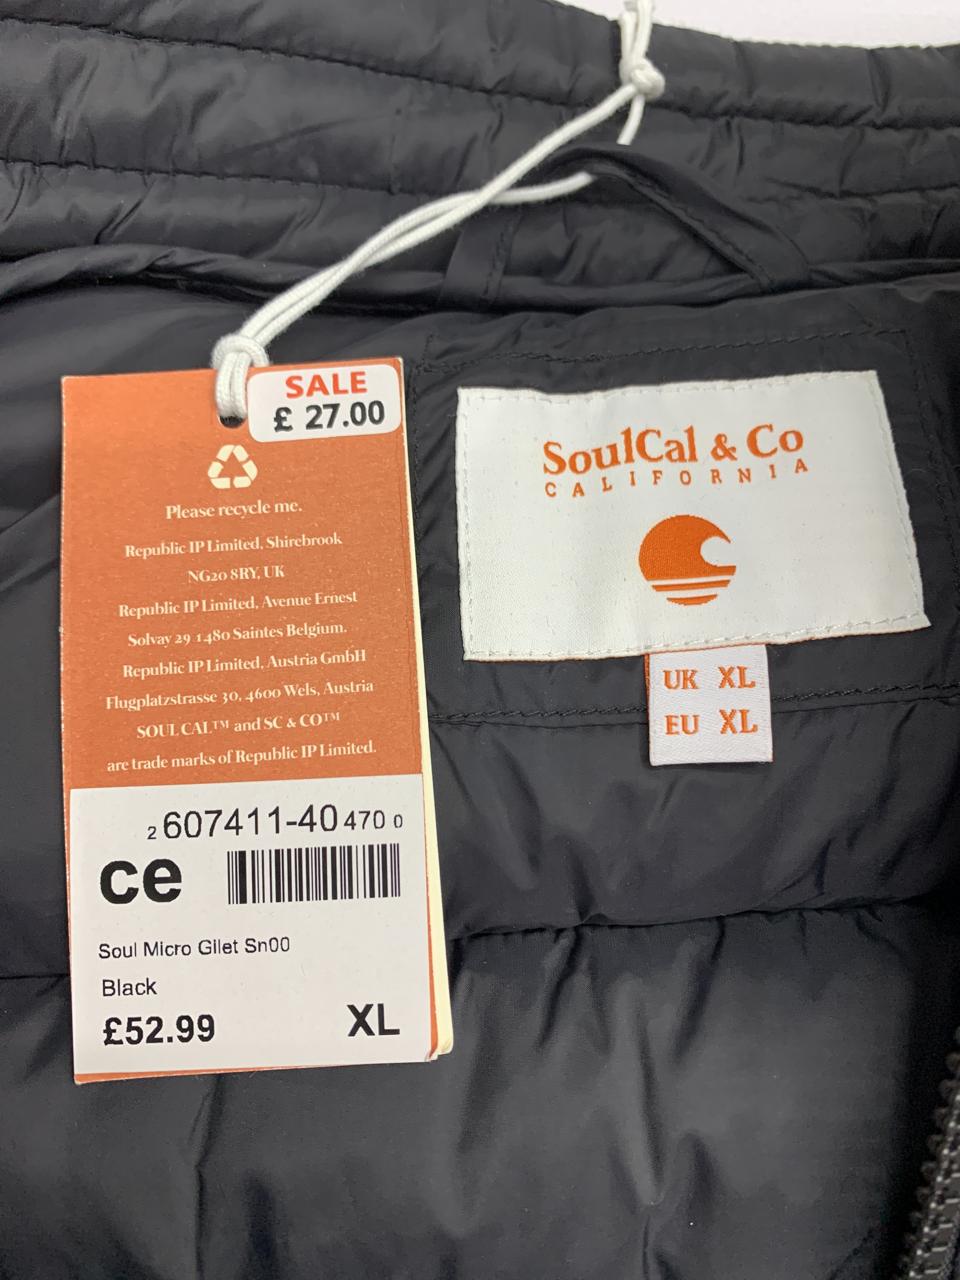 SALE
£ 27.00
Please recycle me.
Republic IP Limited, Shirebrook
NG20 8RY, UK
Republic IP Limited, Avenue Ernest
Solvay 29 1480 Saintes Belgium.
Republic IP Limited, Austria GmbH
Flugplatzstrasse 30, 4600 Wels, Austria
SOUL CAL™ and SC & CO™
are trade marks of Republic IP Limited.
2 607411-40 470 0
ce
Soul Micro Gilet Sn00
Black
£52.99 XL
SoulCal & Co
CALIFORNIA
UK XL
EU XL